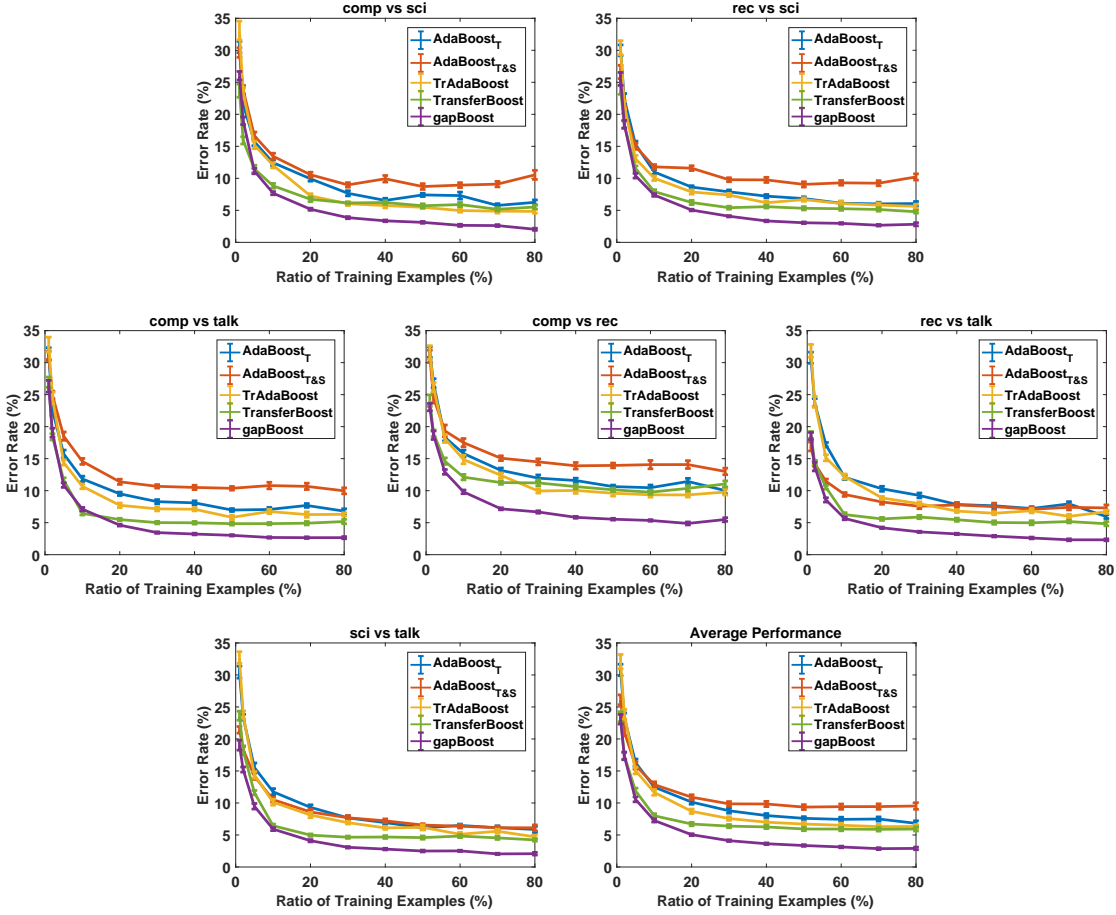 comp vs sci
35
30
25
20
15
10
5
0
Error Rate (%)
AdaBoost_T
AdaBoost_T&S
TrAdaBoost
TransferBoost
gapBoost
0 20 40 60 80
Ratio of Training Examples (%)
rec vs sci
35
30
25
20
15
10
5
0
Error Rate (%)
AdaBoost_T
AdaBoost_T&S
TrAdaBoost
TransferBoost
gapBoost
0 20 40 60 80
Ratio of Training Examples (%)
comp vs talk
35
30
25
20
15
10
5
0
Error Rate (%)
AdaBoost_T
AdaBoost_T&S
TrAdaBoost
TransferBoost
gapBoost
0 20 40 60 80
Ratio of Training Examples (%)
comp vs rec
35
30
25
20
15
10
5
0
Error Rate (%)
AdaBoost_T
AdaBoost_T&S
TrAdaBoost
TransferBoost
gapBoost
0 20 40 60 80
Ratio of Training Examples (%)
rec vs talk
35
30
25
20
15
10
5
0
Error Rate (%)
AdaBoost_T
AdaBoost_T&S
TrAdaBoost
TransferBoost
gapBoost
0 20 40 60 80
Ratio of Training Examples (%)
sci vs talk
35
30
25
20
15
10
5
0
Error Rate (%)
AdaBoost_T
AdaBoost_T&S
TrAdaBoost
TransferBoost
gapBoost
0 20 40 60 80
Ratio of Training Examples (%)
Average Performance
35
30
25
20
15
10
5
0
Error Rate (%)
AdaBoost_T
AdaBoost_T&S
TrAdaBoost
TransferBoost
gapBoost
0 20 40 60 80
Ratio of Training Examples (%)